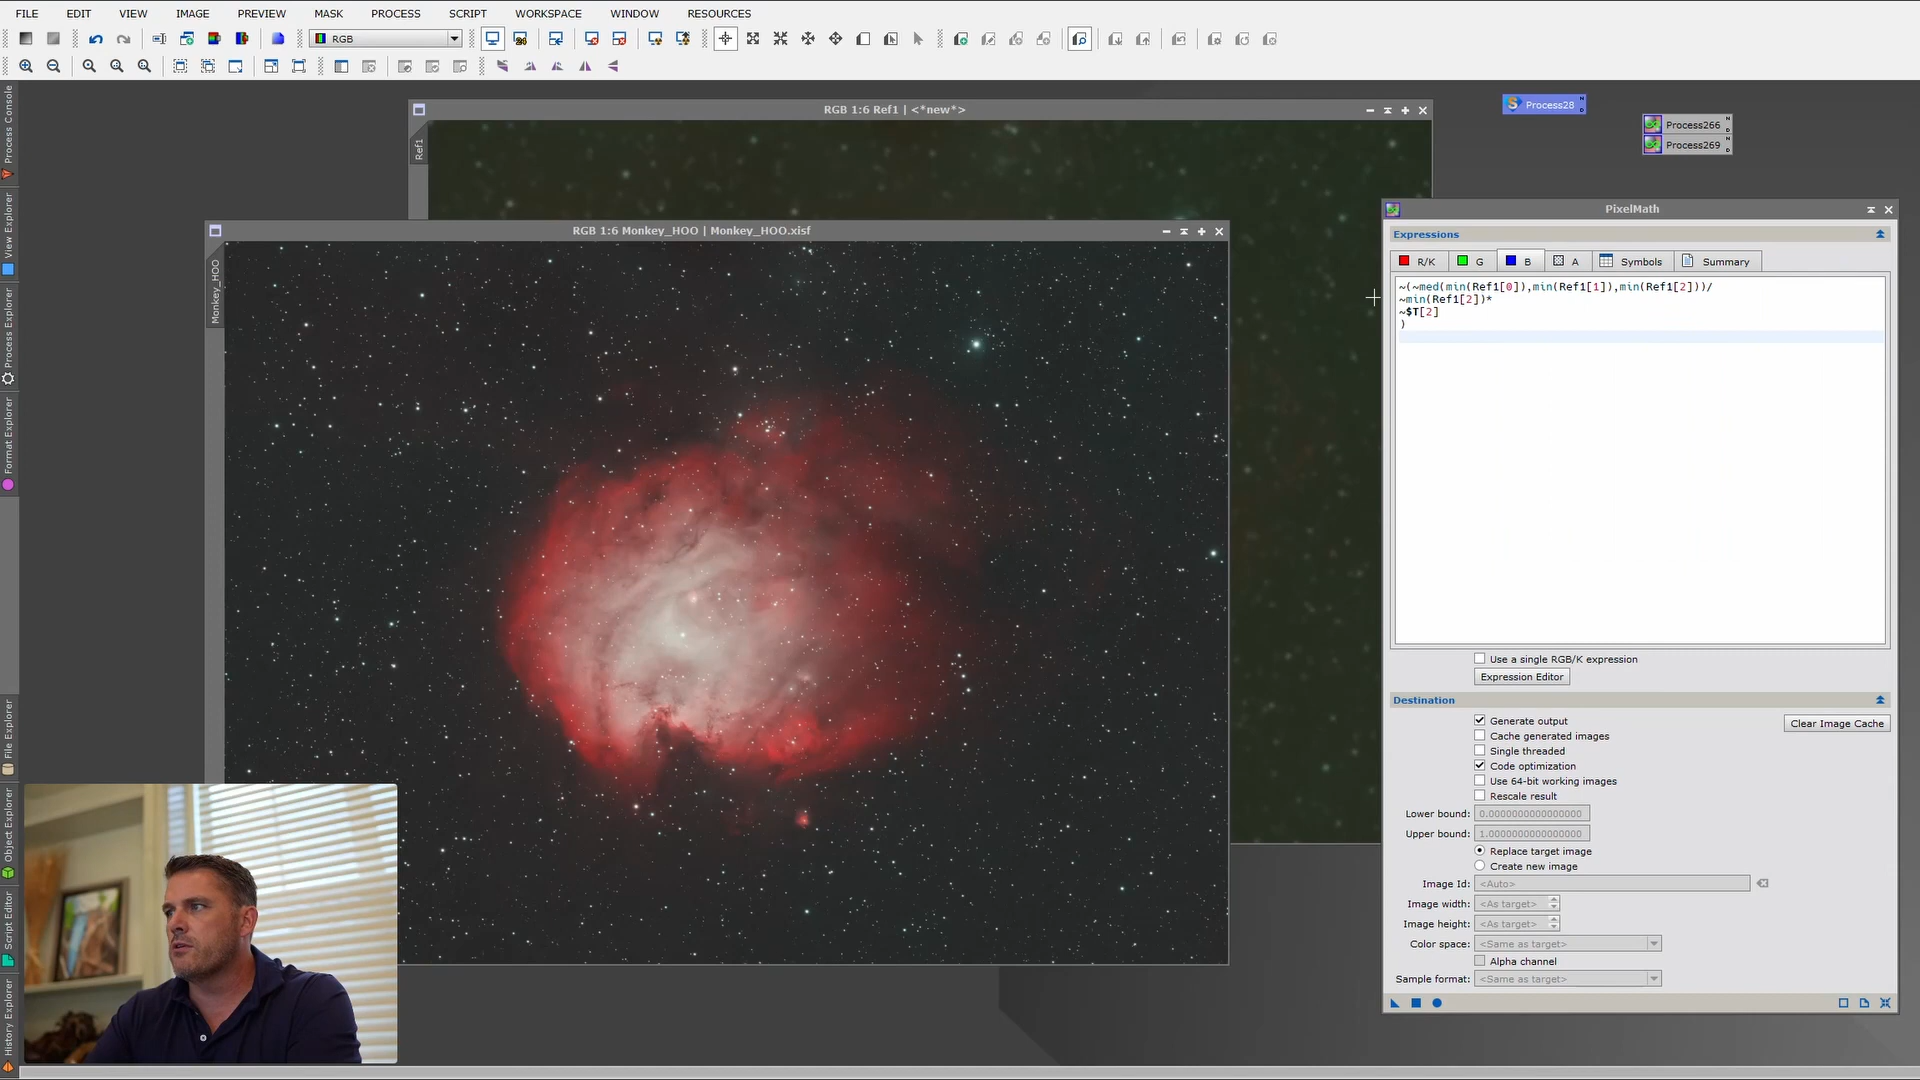 FILE EDIT VIEW IMAGE PREVIEW MASK PROCESS SCRIPT WORKSPACE WINDOW RESOURCES
RGB
Process Console
View Explorer
Process Explorer
Format Explorer
File Explorer
Object Explorer
Script Editor
History Explorer
RGB 1:6 Ref1 | <*new*>
Ref1
RGB 1:6 Monkey_HOO | Monkey_HOO.xisf
Monkey_HOO
Process28
Process266
Process269
PixelMath
Expressions
R/K G B A Symbols Summary
~(~med(min(Ref1[0]),min(Ref1[1]),min(Ref1[2]))/
~min(Ref1[2])*
~$T[2]
)
Use a single RGB/K expression
Expression Editor
Destination
Generate output
Clear Image Cache
Cache generated images
Single threaded
Code optimization
Use 64-bit working images
Rescale result
Lower bound: 0.0000000000000000
Upper bound: 1.0000000000000000
Replace target image
Create new image
Image Id: <Auto>
Image width: <As target>
Image height: <As target>
Color space: <Same as target>
Alpha channel
Sample format: <Same as target>